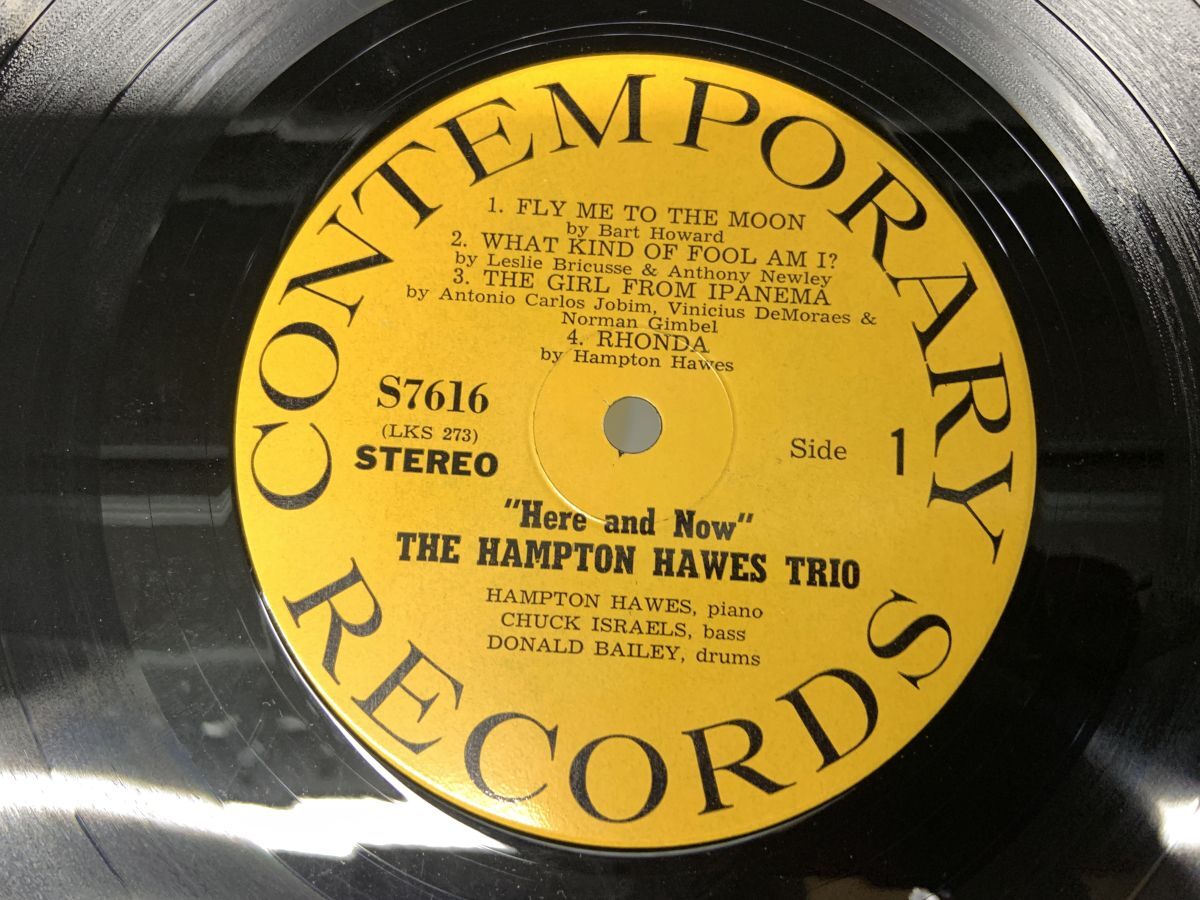 CONTEMPORARY
1. FLY ME TO THE MOON
by Bart Howard
2. WHAT KIND OF FOOL AM I?
by Leslie Bricusse & Anthony Newley
3. THE GIRL FROM IPANEMA
by Antonio Carlos Jobim, Vinicius DeMoraes &
Norman Gimbel
4. RHONDA
by Hampton Hawes
S7616
(LKS 273)
STEREO
Side 1
"Here and Now"
THE HAMPTON HAWES TRIO
HAMPTON HAWES, piano
CHUCK ISRAELS, bass
DONALD BAILEY, drums
RECORDS